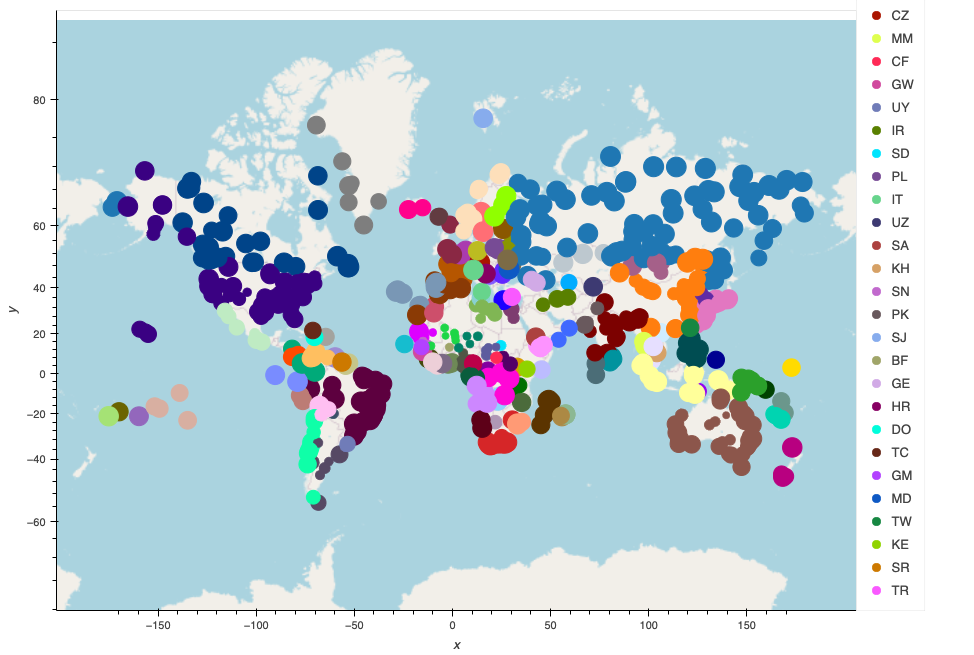 CZ
MM
CF
GW
UY
IR
SD
PL
IT
UZ
SA
KH
SN
PK
SJ
BF
GE
HR
DO
TC
GM
MD
TW
KE
SR
TR
80
60
40
20
0
−20
−40
−60
y
−150
−100
−50
0
50
100
150
x